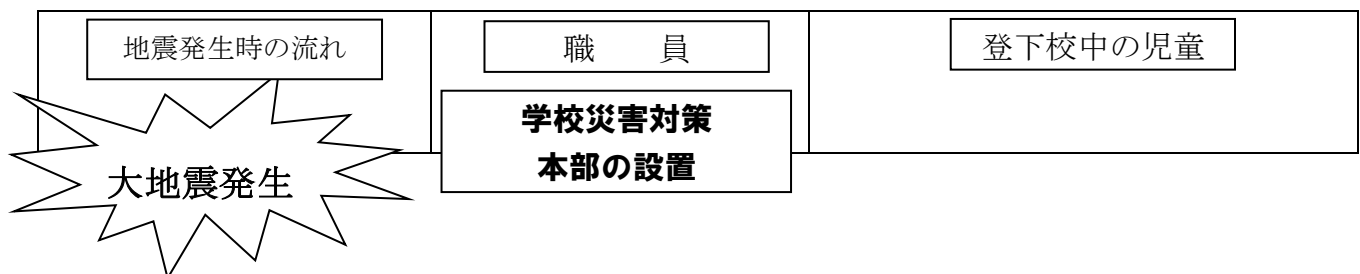 地震発生時の流れ
職　　員
登下校中の児童
学校災害対策
本部の設置
大地震発生